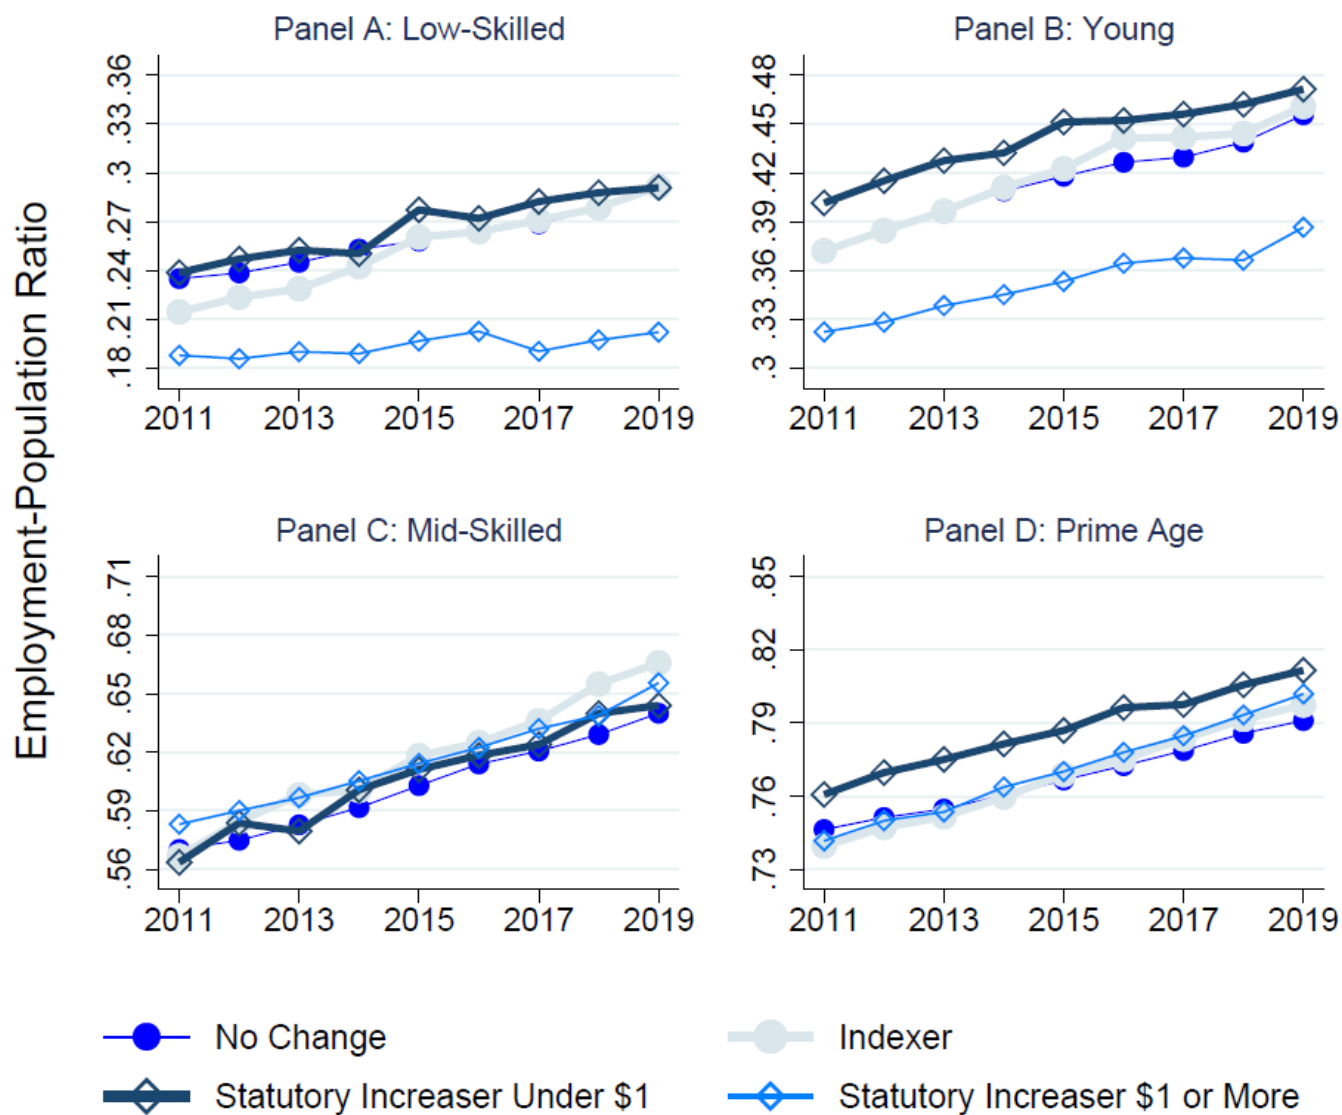 Employment-Population Ratio
Panel A: Low-Skilled
.36
.33
.3
.27
.24
.21
.18
2011 2013 2015 2017 2019
Panel B: Young
.48
.45
.42
.39
.36
.33
.3
2011 2013 2015 2017 2019
Panel C: Mid-Skilled
.71
.68
.65
.62
.59
.56
2011 2013 2015 2017 2019
Panel D: Prime Age
.85
.82
.79
.76
.73
2011 2013 2015 2017 2019
No Change
Indexer
Statutory Increaser Under $1
Statutory Increaser $1 or More